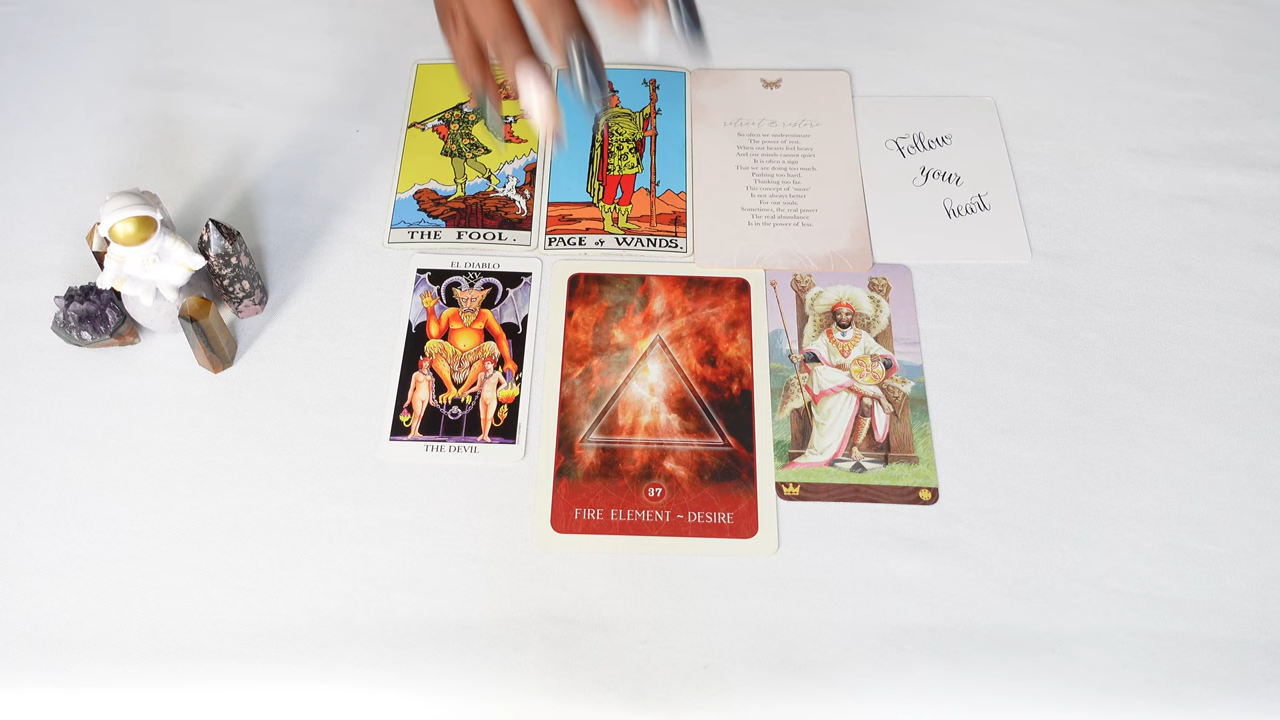 THE FOOL.
PAGE of WANDS.
retreat & restore
So often we underestimate
The power of rest.
When our hearts feel heavy
And our minds cannot quiet
It is often a sign
That we are doing too much.
Pushing too hard.
Thinking too far.
This concept of 'more'
Is not always better
For our souls.
Sometimes, the real power
The real abundance
Is in the power of less.
Follow
your
heart
EL DIABLO
XV
THE DEVIL
37
FIRE ELEMENT ~ DESIRE